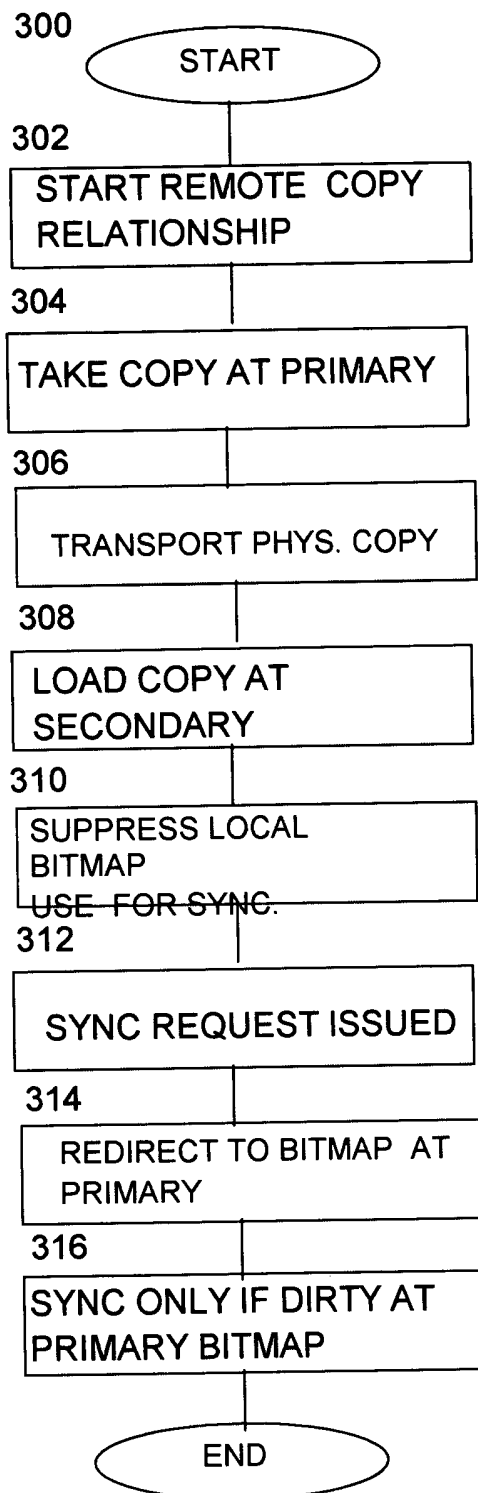 300
START
302
START REMOTE COPY
RELATIONSHIP
304
TAKE COPY AT PRIMARY
306
TRANSPORT PHYS. COPY
308
LOAD COPY AT
SECONDARY
310
SUPPRESS LOCAL
BITMAP
USE FOR SYNC.
312
SYNC REQUEST ISSUED
314
REDIRECT TO BITMAP AT
PRIMARY
316
SYNC ONLY IF DIRTY AT
PRIMARY BITMAP
END